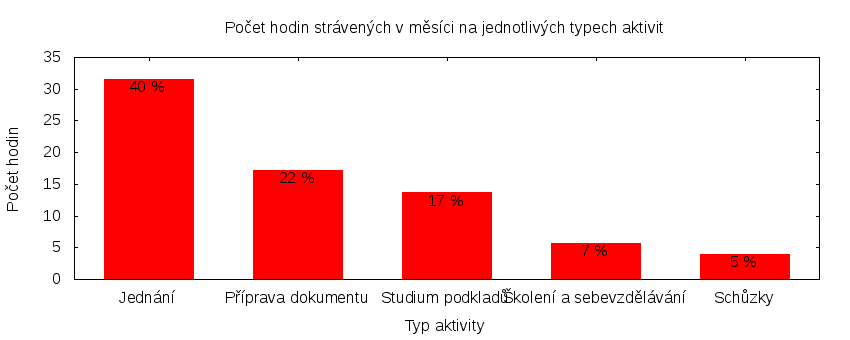 Počet hodin strávených v měsíci na jednotlivých typech aktivit
Počet hodin
35
30
25
20
15
10
5
0
40 %
22 %
17 %
7 %
5 %
Jednání
Příprava dokumentu
Studium podkladů
Školení a sebevzdělávání
Schůzky
Typ aktivity